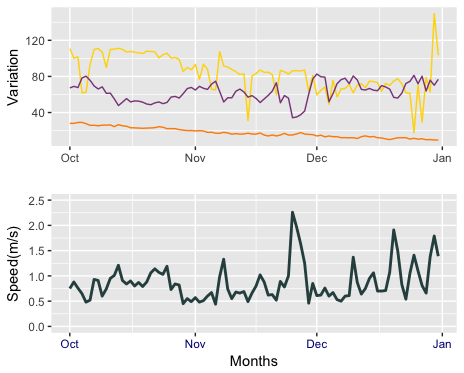 Variation
120
80
40
Oct
Nov
Dec
Jan
Speed(m/s)
2.5
2.0
1.5
1.0
0.5
0.0
Oct
Nov
Dec
Jan
Months